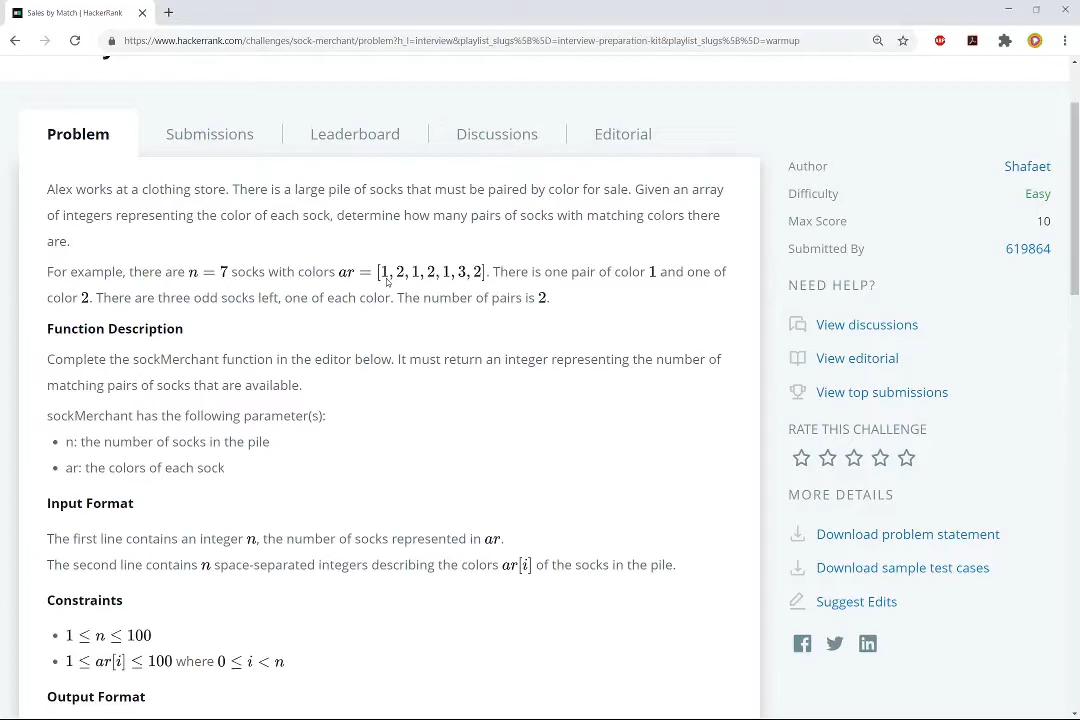 Sales by Match | HackerRank
https://www.hackerrank.com/challenges/sock-merchant/problem?h_l=interview&playlist_slugs%5B%5D=interview-preparation-kit&playlist_slugs%5B%5D=warmup
Problem
Submissions
Leaderboard
Discussions
Editorial
Alex works at a clothing store. There is a large pile of socks that must be paired by color for sale. Given an array
of integers representing the color of each sock, determine how many pairs of socks with matching colors there
are.
For example, there are n = 7 socks with colors ar = [1, 2, 1, 2, 1, 3, 2]. There is one pair of color 1 and one of
color 2. There are three odd socks left, one of each color. The number of pairs is 2.
Function Description
Complete the sockMerchant function in the editor below. It must return an integer representing the number of
matching pairs of socks that are available.
sockMerchant has the following parameter(s):
• n: the number of socks in the pile
• ar: the colors of each sock
Input Format
The first line contains an integer n, the number of socks represented in ar.
The second line contains n space-separated integers describing the colors ar[i] of the socks in the pile.
Constraints
• 1 ≤ n ≤ 100
• 1 ≤ ar[i] ≤ 100 where 0 ≤ i < n
Output Format
Author Shafaet
Difficulty Easy
Max Score 10
Submitted By 619864
NEED HELP?
View discussions
View editorial
View top submissions
RATE THIS CHALLENGE
MORE DETAILS
Download problem statement
Download sample test cases
Suggest Edits